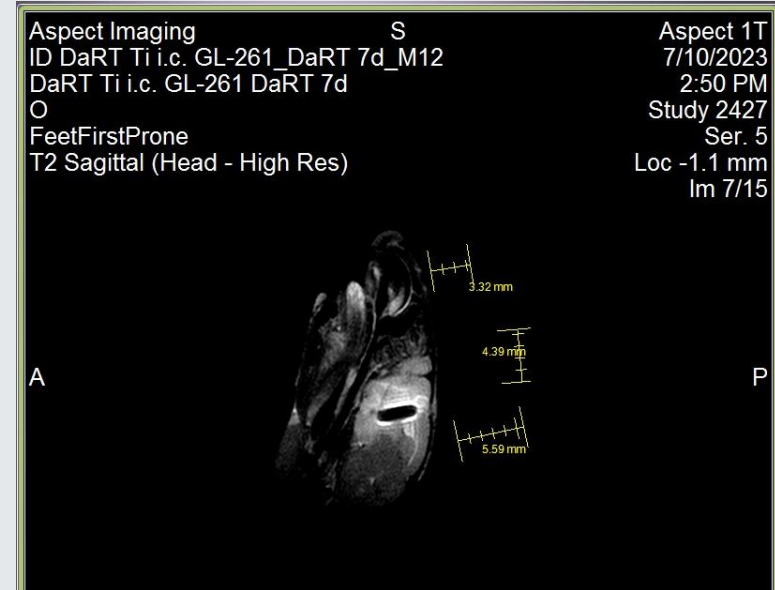 Aspect Imaging
S
Aspect 1T
ID DaRT Ti i.c. GL-261_DaRT 7d_M12
7/10/2023
DaRT Ti i.c. GL-261 DaRT 7d
2:50 PM
O
Study 2427
FeetFirstProne
Ser. 5
T2 Sagittal (Head - High Res)
Loc -1.1 mm
Im 7/15
3.32 mm
4.39 mm
A
P
5.59 mm